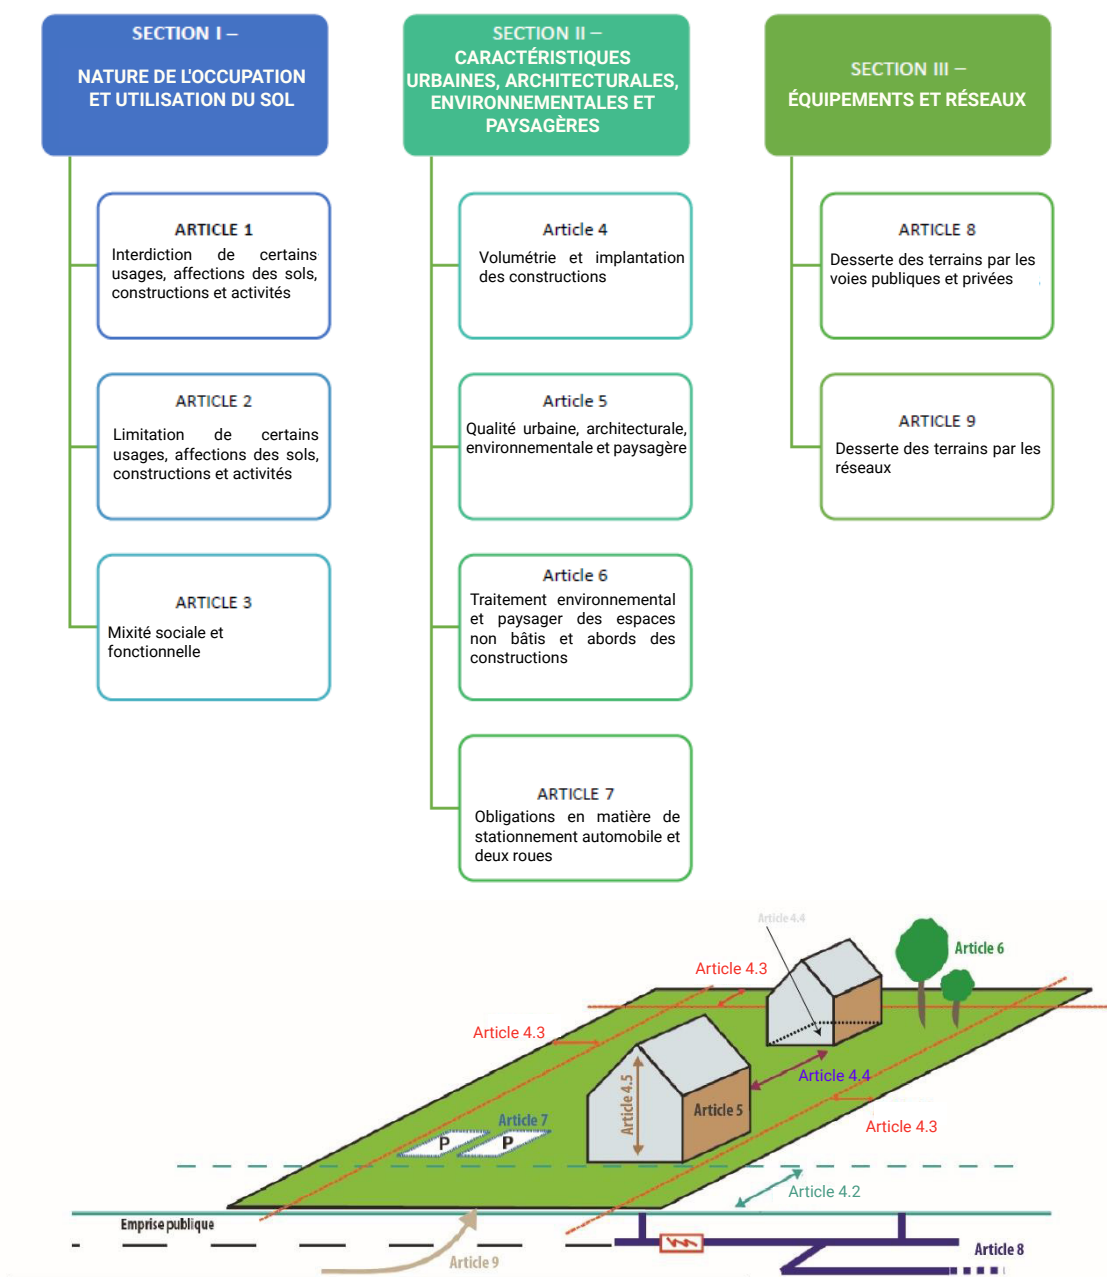 SECTION I –
NATURE DE L'OCCUPATION
ET UTILISATION DU SOL
ARTICLE 1
Interdiction de certains
usages, affections des sols,
constructions et activités
ARTICLE 2
Limitation de certains
usages, affections des sols,
constructions et activités
ARTICLE 3
Mixité sociale et
fonctionnelle
SECTION II –
CARACTÉRISTIQUES
URBAINES, ARCHITECTURALES,
ENVIRONNEMENTALES ET
PAYSAGÈRES
Article 4
Volumétrie et implantation
des constructions
Article 5
Qualité urbaine, architecturale,
environnementale et paysagère
Article 6
Traitement environnemental
et paysager des espaces
non bâtis et abords des
constructions
ARTICLE 7
Obligations en matière de
stationnement automobile et
deux roues
SECTION III –
ÉQUIPEMENTS ET RÉSEAUX
ARTICLE 8
Desserte des terrains par les
voies publiques et privées
ARTICLE 9
Desserte des terrains par les
réseaux
Article 4.4
Article 6
Article 4.3
Article 4.3
Article 4.4
Article 4.5
Article 5
Article 7
P
P
Article 4.3
Article 4.2
Emprise publique
Article 9
Article 8